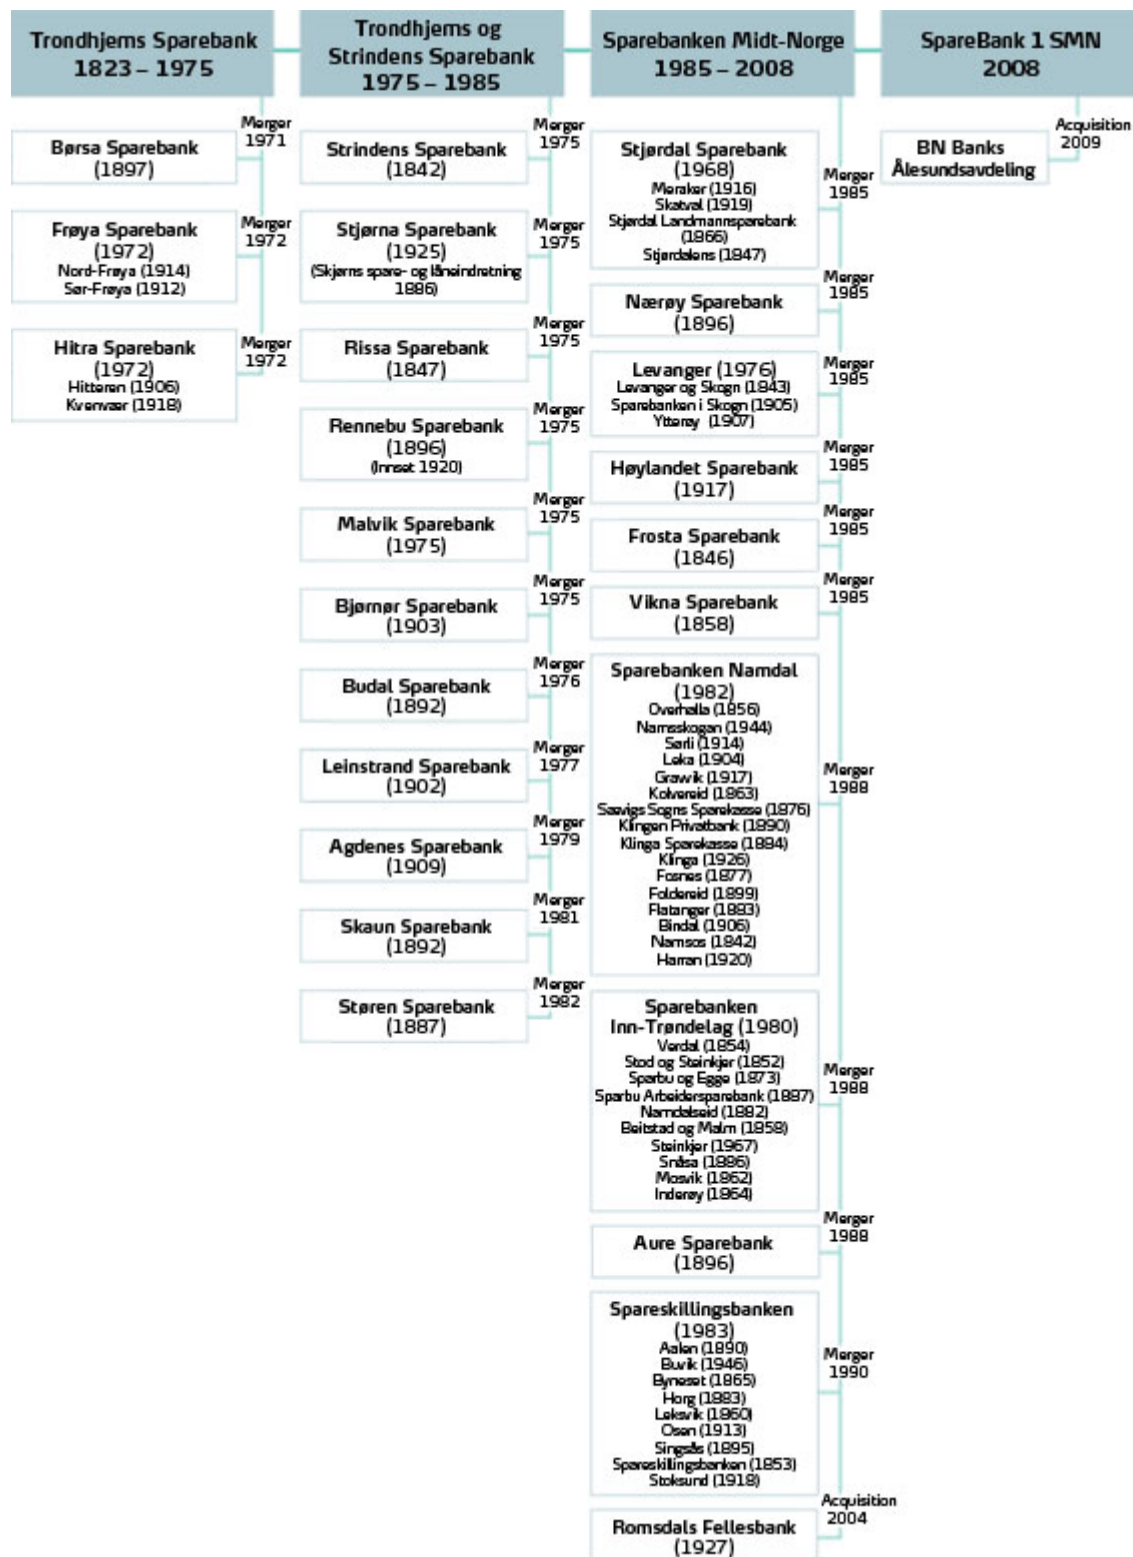 Trondhjems Sparebank
1823 – 1975
Merger
1971
Børsa Sparebank
(1897)
Merger
1972
Frøya Sparebank
(1972)
Nord-Frøya (1914)
Sør-Frøya (1912)
Merger
1972
Hitra Sparebank
(1972)
Hitteren (1906)
Kvenvær (1918)
Trondhjems og
Strindens Sparebank
1975 – 1985
Merger
1975
Strindens Sparebank
(1842)
Merger
1975
Stjørna Sparebank
(1925)
(Skjørns spare- og låneindretning
1886)
Merger
1975
Rissa Sparebank
(1847)
Merger
1975
Rennebu Sparebank
(1896)
(Innset 1920)
Merger
1975
Malvik Sparebank
(1975)
Merger
1975
Bjørnør Sparebank
(1903)
Merger
1976
Budal Sparebank
(1892)
Merger
1977
Leinstrand Sparebank
(1902)
Merger
1979
Agdenes Sparebank
(1909)
Merger
1981
Skaun Sparebank
(1892)
Merger
1982
Støren Sparebank
(1887)
Sparebanken Midt-Norge
1985 – 2008
Stjørdal Sparebank
(1968)
Meraker (1916)
Skatval (1919)
Stjørdal Landmannsparebank
(1866)
Stjørdalens (1847)
Merger
1985
Merger
1985
Nærøy Sparebank
(1896)
Merger
1985
Levanger (1976)
Levanger og Skogn (1843)
Sparebanken i Skogn (1905)
Ytterøy (1907)
Merger
1985
Høylandet Sparebank
(1917)
Merger
1985
Frosta Sparebank
(1846)
Merger
1985
Vikna Sparebank
(1858)
Sparebanken Namdal
(1982)
Overhalla (1856)
Namsskogan (1944)
Sørli (1914)
Leka (1904)
Gravvik (1917)
Kolvereid (1863)
Sævigs Sogns Sparekasse (1876)
Klingen Privatbank (1890)
Klinga Sparekasse (1884)
Klinga (1926)
Fosnes (1877)
Foldereid (1899)
Flatanger (1883)
Bindal (1906)
Namsos (1842)
Harran (1920)
Merger
1988
Sparebanken
Inn-Trøndelag (1980)
Verdal (1854)
Stod og Steinkjer (1852)
Sparbu og Egge (1873)
Sparbu Arbeidersparebank (1887)
Namdalseid (1882)
Beitstad og Malm (1858)
Steinkjer (1967)
Snåsa (1886)
Mosvik (1862)
Inderøy (1864)
Merger
1988
Merger
1988
Aure Sparebank
(1896)
Spareskillingsbanken
(1983)
Aalen (1890)
Buvik (1946)
Byneset (1865)
Horg (1883)
Leksvik (1860)
Osen (1913)
Singsås (1895)
Spareskillingsbanken (1853)
Stoksund (1918)
Merger
1990
Acquisition
2004
Romsdals Fellesbank
(1927)
SpareBank 1 SMN
2008
Acquisition
2009
BN Banks
Ålesundsavdeling